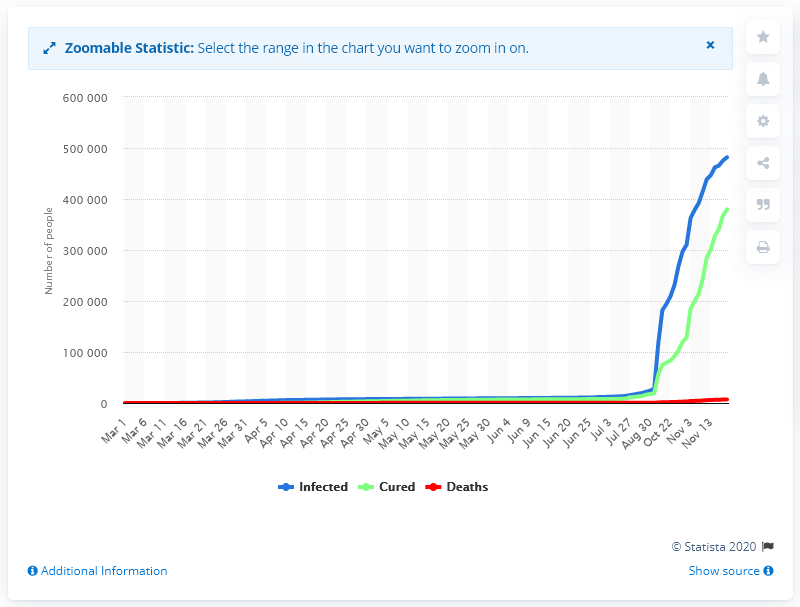 Zoomable Statistic: Select the range in the chart you want to zoom in on.
×
600 000
500 000
400 000
300 000
200 000
100 000
0
Number of people
Mar 1
Mar 6
Mar 11
Mar 16
Mar 21
Mar 26
Mar 31
Apr 5
Apr 10
Apr 15
Apr 20
Apr 25
Apr 30
May 5
May 10
May 15
May 20
May 25
May 30
Jun 4
Jun 9
Jun 15
Jun 20
Jun 25
Jul 3
Jul 27
Aug 30
Oct 22
Nov 3
Nov 13
Infected Cured Deaths
© Statista 2020
Additional Information
Show source